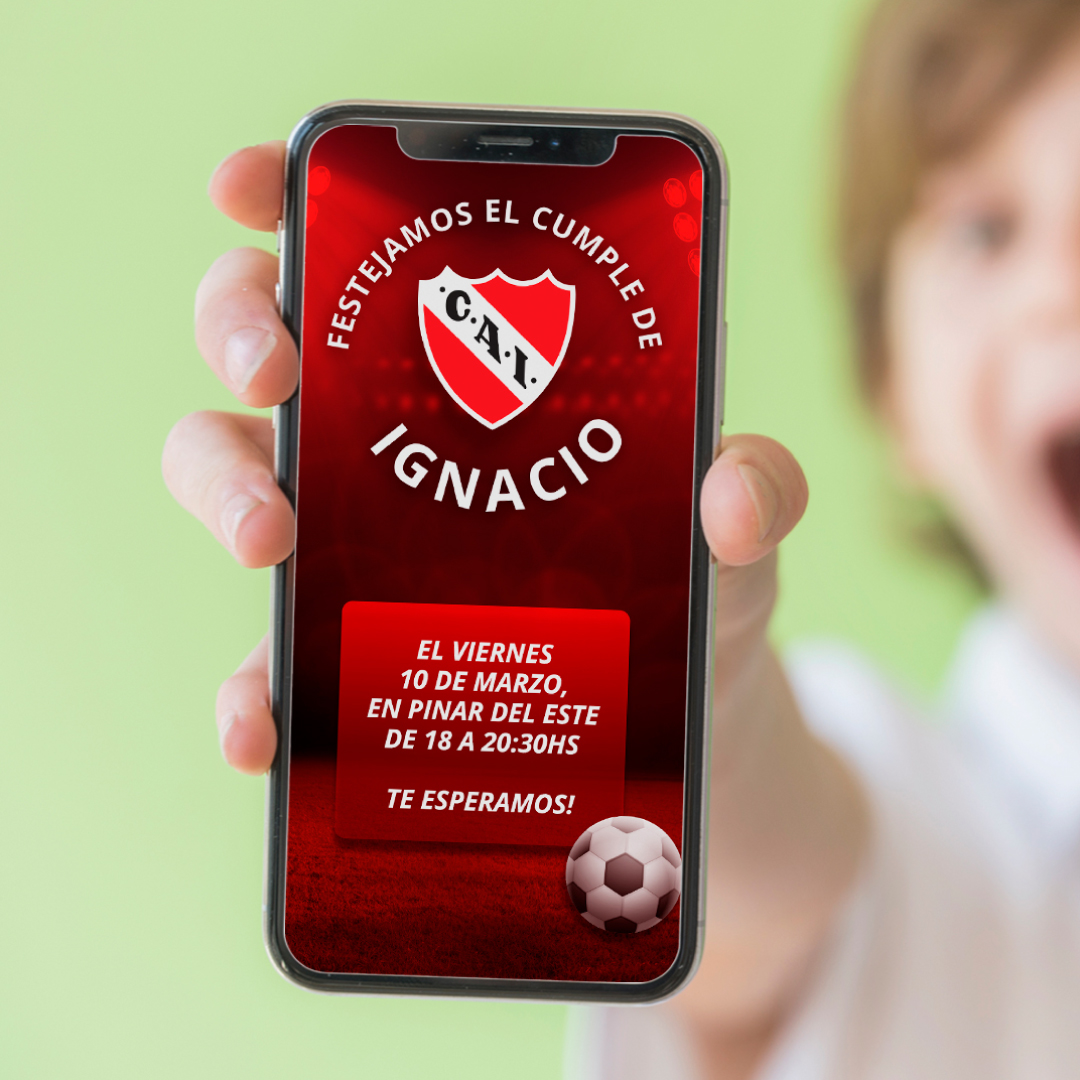 FESTEJAMOS EL CUMPLE DE
·C.A.I.
IGNACIO
EL VIERNES
10 DE MARZO,
EN PINAR DEL ESTE
DE 18 A 20:30HS
TE ESPERAMOS!